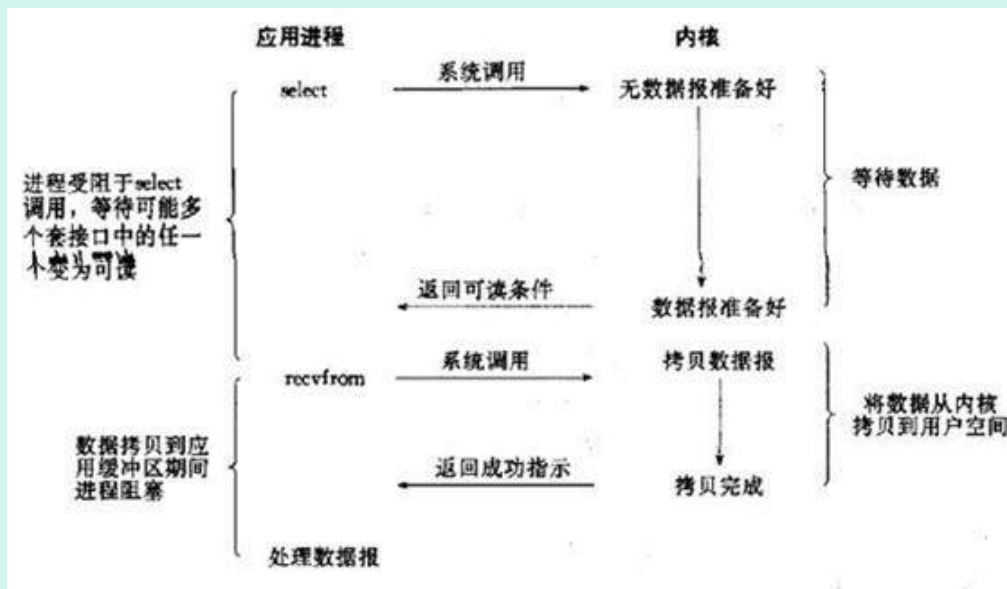 应用进程
内核
select
系统调用
无数据报准备好
进程受阻于select
调用，等待可能多
个套接口中的任一
个变为可读
等待数据
返回可读条件
数据报准备好
recvfrom
系统调用
拷贝数据报
将数据从内核
拷贝到用户空间
数据拷贝到应
用缓冲区期间
进程阻塞
返回成功指示
拷贝完成
处理数据报